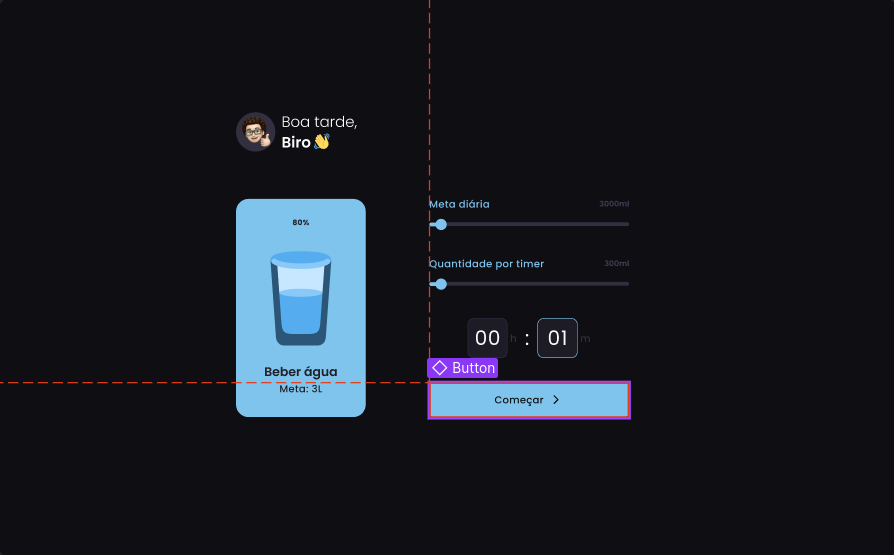 Boa tarde,
Biro 👋
80%
Beber água
Meta: 3L
Meta diária 3000ml
Quantidade por timer 300ml
00 h : 01 m
Button
Começar